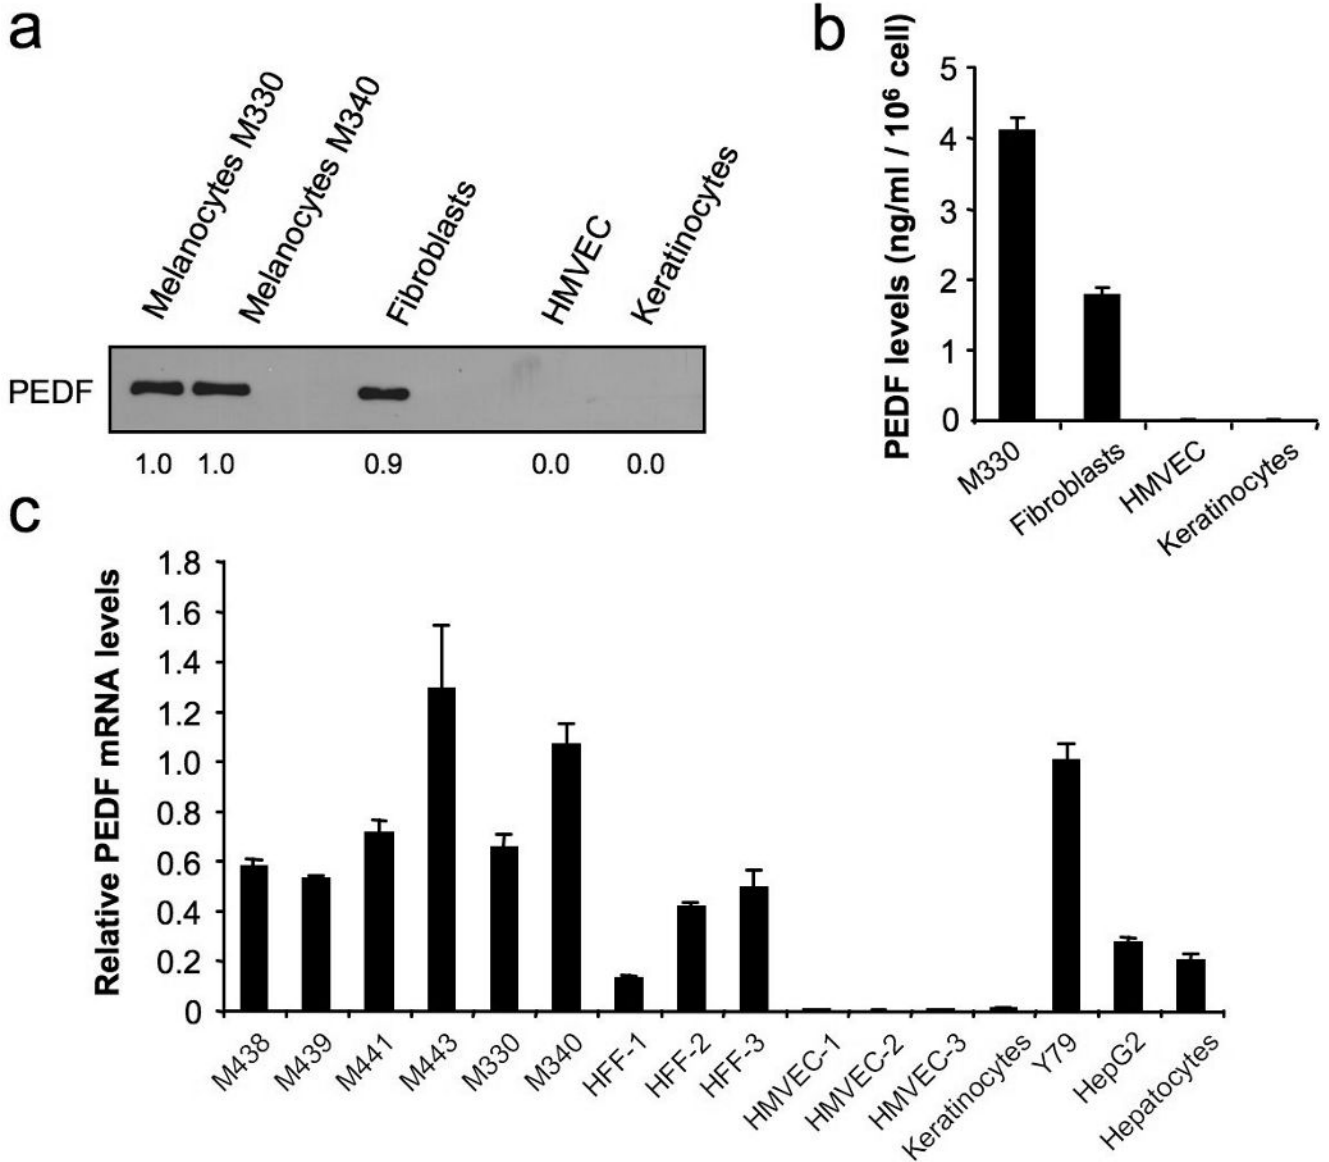 a
Melanocytes M330
Melanocytes M340
Fibroblasts
HMVEC
Keratinocytes
PEDF
1.0 1.0 0.9 0.0 0.0
b
PEDF levels (ng/ml / 10⁶ cell)
5
4
3
2
1
0
M330
Fibroblasts
HMVEC
Keratinocytes
c
Relative PEDF mRNA levels
1.8
1.6
1.4
1.2
1.0
0.8
0.6
0.4
0.2
0
M438
M439
M441
M443
M330
M340
HFF-1
HFF-2
HFF-3
HMVEC-1
HMVEC-2
HMVEC-3
Keratinocytes
Y79
HepG2
Hepatocytes